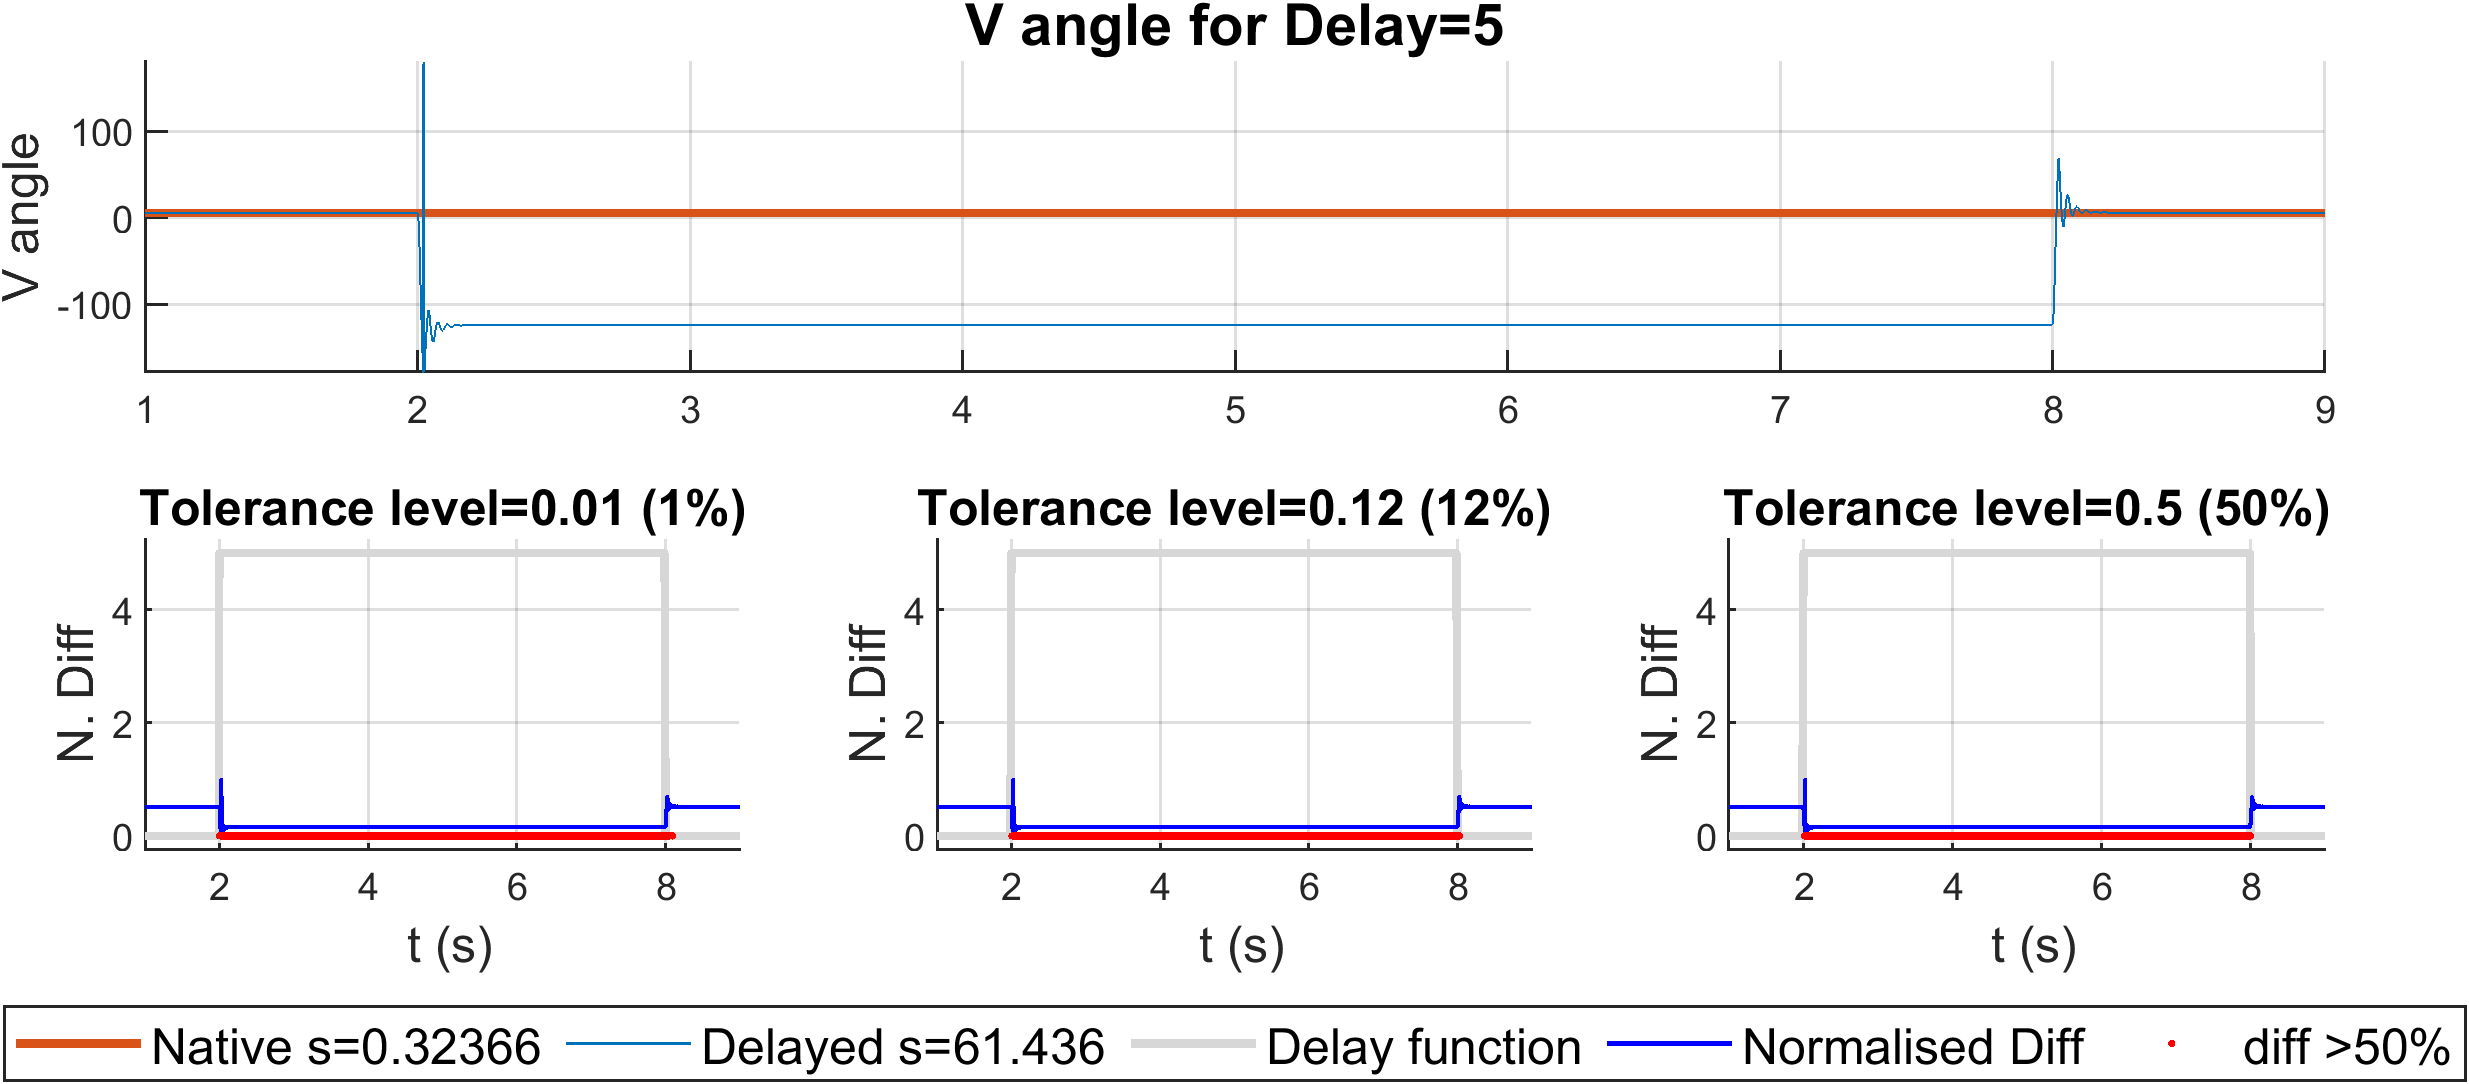 V angle for Delay=5
V angle
100
0
-100
1 2 3 4 5 6 7 8 9
Tolerance level=0.01 (1%)
N. Diff
4
2
0
2 4 6 8
t (s)
Tolerance level=0.12 (12%)
N. Diff
4
2
0
2 4 6 8
t (s)
Tolerance level=0.5 (50%)
N. Diff
4
2
0
2 4 6 8
t (s)
Native s=0.32366 Delayed s=61.436 Delay function Normalised Diff diff >50%